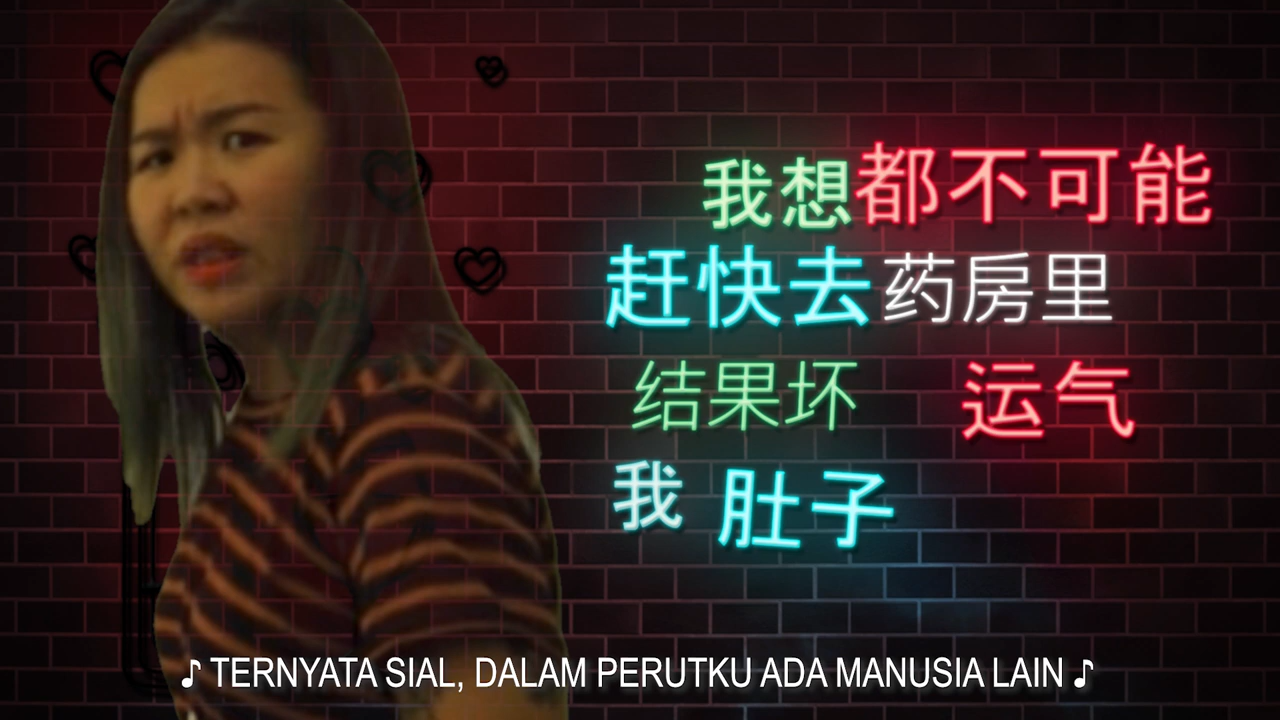 我想都不可能
赶快去药房里
结果坏 运气
我 肚子
♪ TERNYATA SIAL, DALAM PERUTKU ADA MANUSIA LAIN ♪